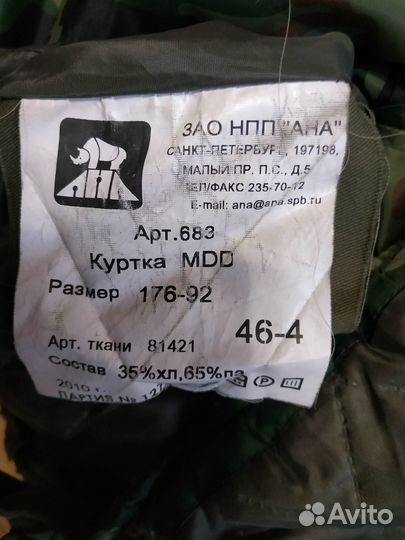 ЗАО НПП "АНА"
САНКТ-ПЕТЕРБУРГ, 197198,
МАЛЫЙ ПР. П.С., Д.5
ТЕЛ/ФАКС 235-70-12
E-mail: ana@ana.spb.ru
Арт.683
Куртка MDD
Размер 176-92
46-4
Арт. ткани 81421
Состав 35%хл,65%пэ
2010 г.
ПАРТИЯ №
Avito